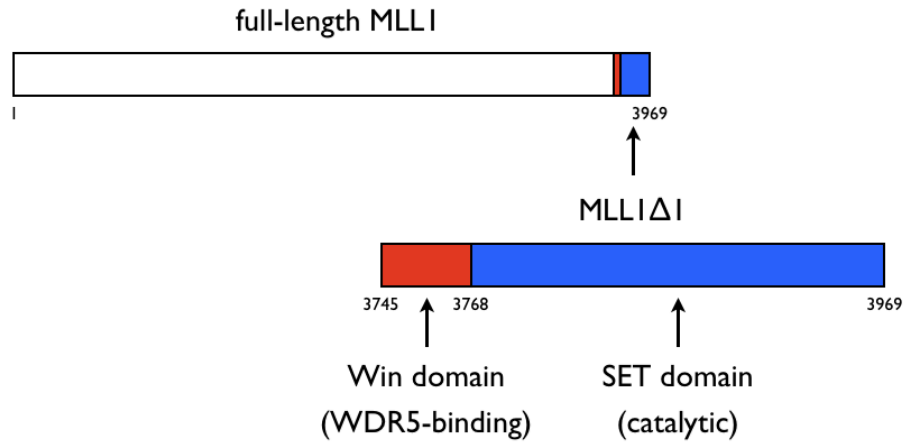 full-length MLL1
1 3969
MLL1Δ1
3745 3768 3969
Win domain SET domain
(WDR5-binding) (catalytic)